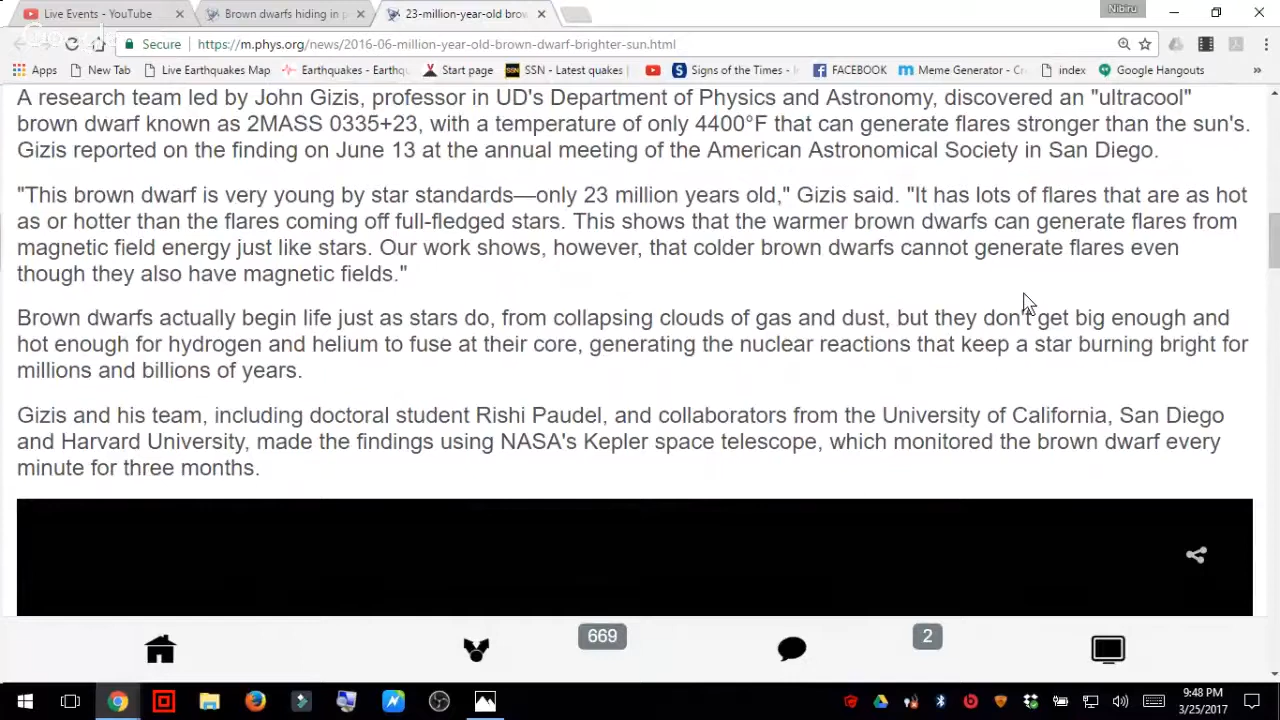 Live Events - YouTube
Brown dwarfs hiding in p
23-million-year-old brow
Nibiru
Secure
https://m.phys.org/news/2016-06-million-year-old-brown-dwarf-brighter-sun.html
Apps
New Tab
Live Earthquakes Map
Earthquakes - Earthqu
Start page
SSN - Latest quakes
Signs of the Times - I
FACEBOOK
Meme Generator - Cr
index
Google Hangouts
A research team led by John Gizis, professor in UD's Department of Physics and Astronomy, discovered an "ultracool"
brown dwarf known as 2MASS 0335+23, with a temperature of only 4400°F that can generate flares stronger than the sun's.
Gizis reported on the finding on June 13 at the annual meeting of the American Astronomical Society in San Diego.
"This brown dwarf is very young by star standards—only 23 million years old," Gizis said. "It has lots of flares that are as hot
as or hotter than the flares coming off full-fledged stars. This shows that the warmer brown dwarfs can generate flares from
magnetic field energy just like stars. Our work shows, however, that colder brown dwarfs cannot generate flares even
though they also have magnetic fields."
Brown dwarfs actually begin life just as stars do, from collapsing clouds of gas and dust, but they don't get big enough and
hot enough for hydrogen and helium to fuse at their core, generating the nuclear reactions that keep a star burning bright for
millions and billions of years.
Gizis and his team, including doctoral student Rishi Paudel, and collaborators from the University of California, San Diego
and Harvard University, made the findings using NASA's Kepler space telescope, which monitored the brown dwarf every
minute for three months.
669
2
9:48 PM
3/25/2017